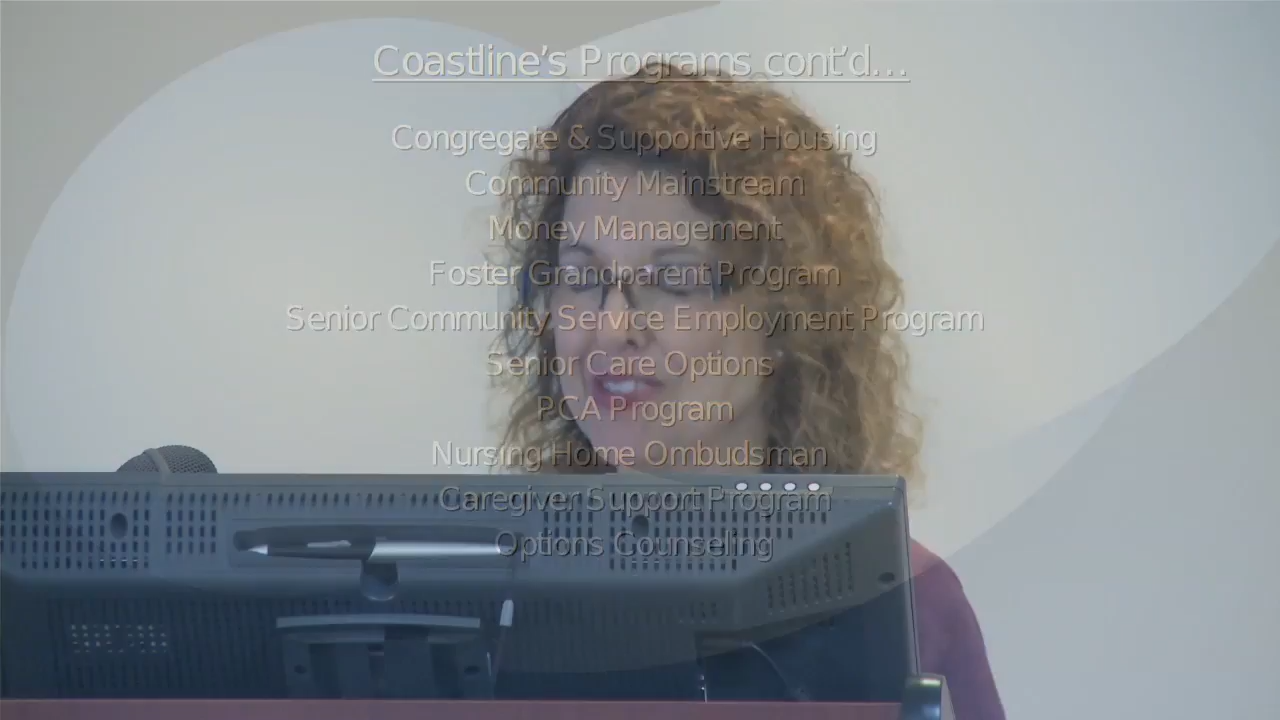 Coastline’s Programs cont’d…
Congregate & Supportive Housing
Community Mainstream
Money Management
Foster Grandparent Program
Senior Community Service Employment Program
Senior Care Options
PCA Program
Nursing Home Ombudsman
Caregiver Support Program
Options Counseling